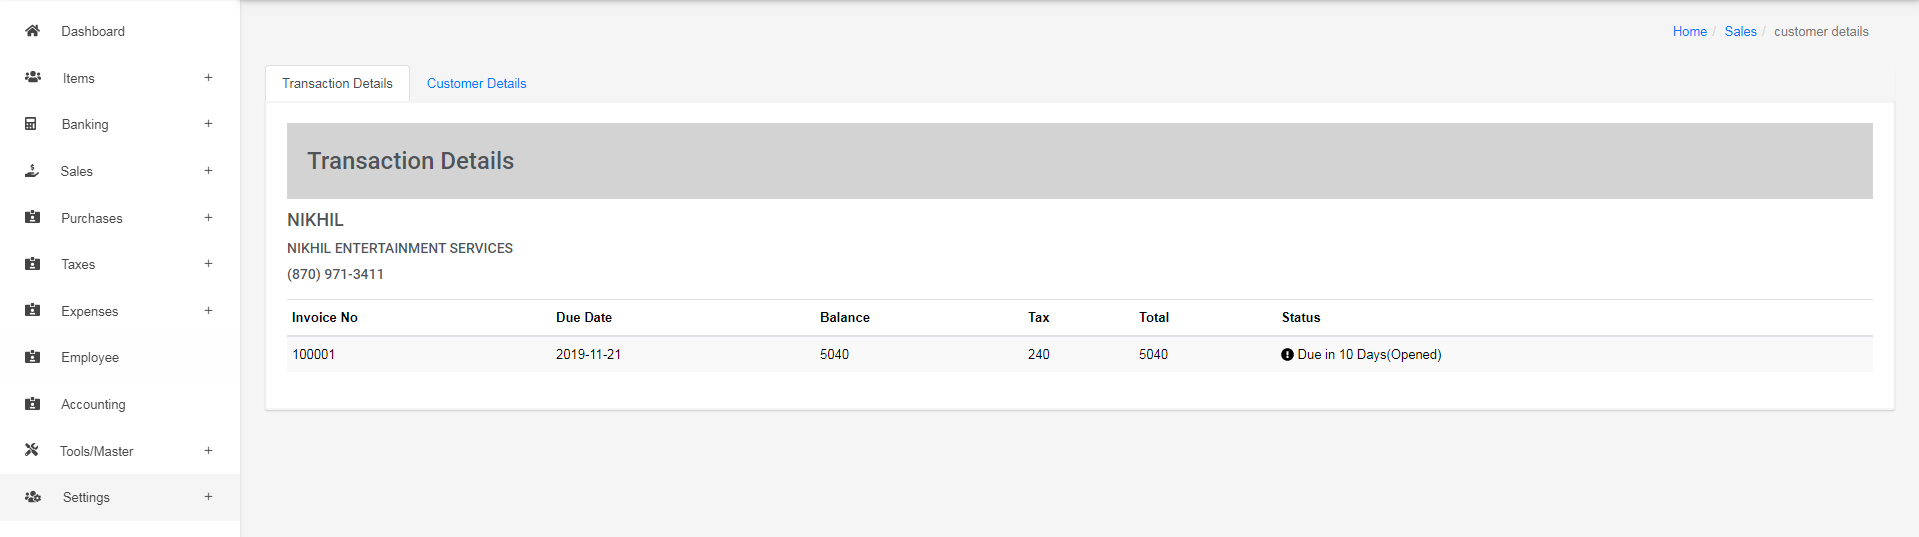 Dashboard
Items +
Banking +
Sales +
Purchases +
Taxes +
Expenses +
Employee
Accounting
Tools/Master +
Settings +
Home / Sales / customer details
Transaction Details Customer Details
Transaction Details
NIKHIL
NIKHIL ENTERTAINMENT SERVICES
(870) 971-3411
Invoice No Due Date Balance Tax Total Status
100001 2019-11-21 5040 240 5040 Due in 10 Days(Opened)